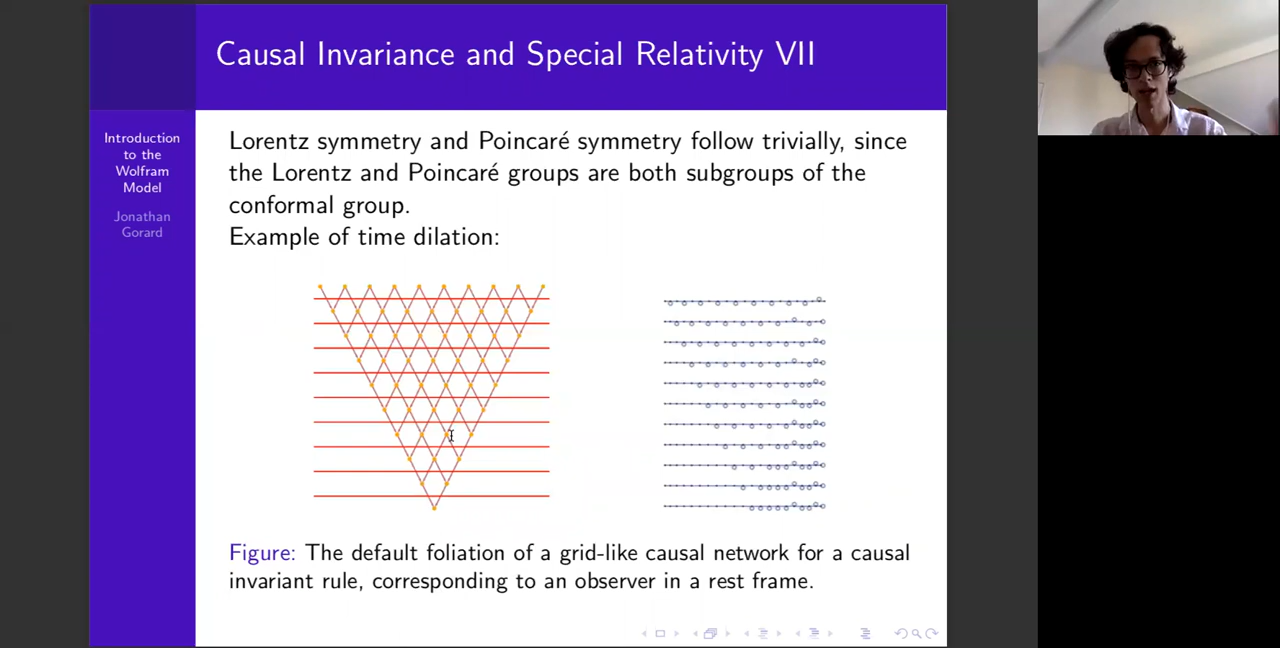 Causal Invariance and Special Relativity VII
Introduction
to the
Wolfram
Model
Jonathan
Gorard
Lorentz symmetry and Poincaré symmetry follow trivially, since
the Lorentz and Poincaré groups are both subgroups of the
conformal group.
Example of time dilation:
Figure: The default foliation of a grid-like causal network for a causal
invariant rule, corresponding to an observer in a rest frame.